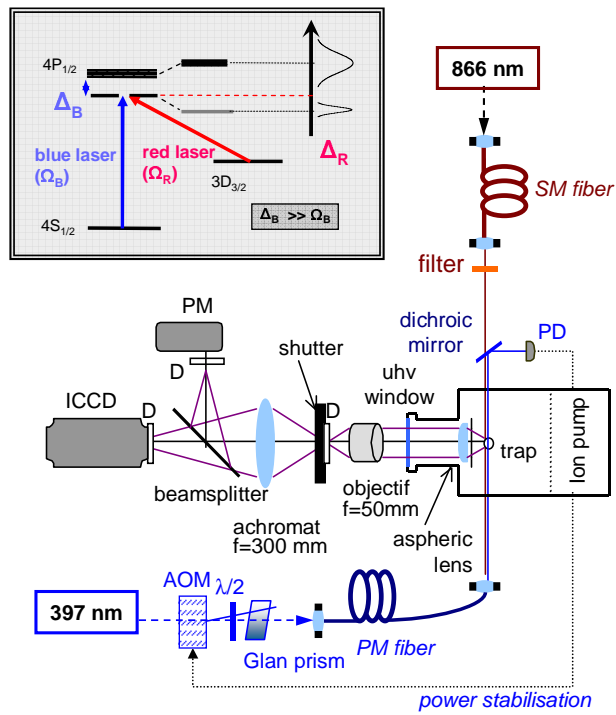 4P1/2
ΔB
blue laser
(ΩB)
red laser
(ΩR)
ΔR
3D3/2
4S1/2
ΔB >> ΩB
866 nm
SM fiber
filter
dichroic
mirror
PD
PM
D
shutter
uhv
window
ICCD
D
D
trap
Ion pump
beamsplitter
objectif
f=50mm
achromat
f=300 mm
aspheric
lens
AOM
λ/2
397 nm
Glan prism
PM fiber
power stabilisation